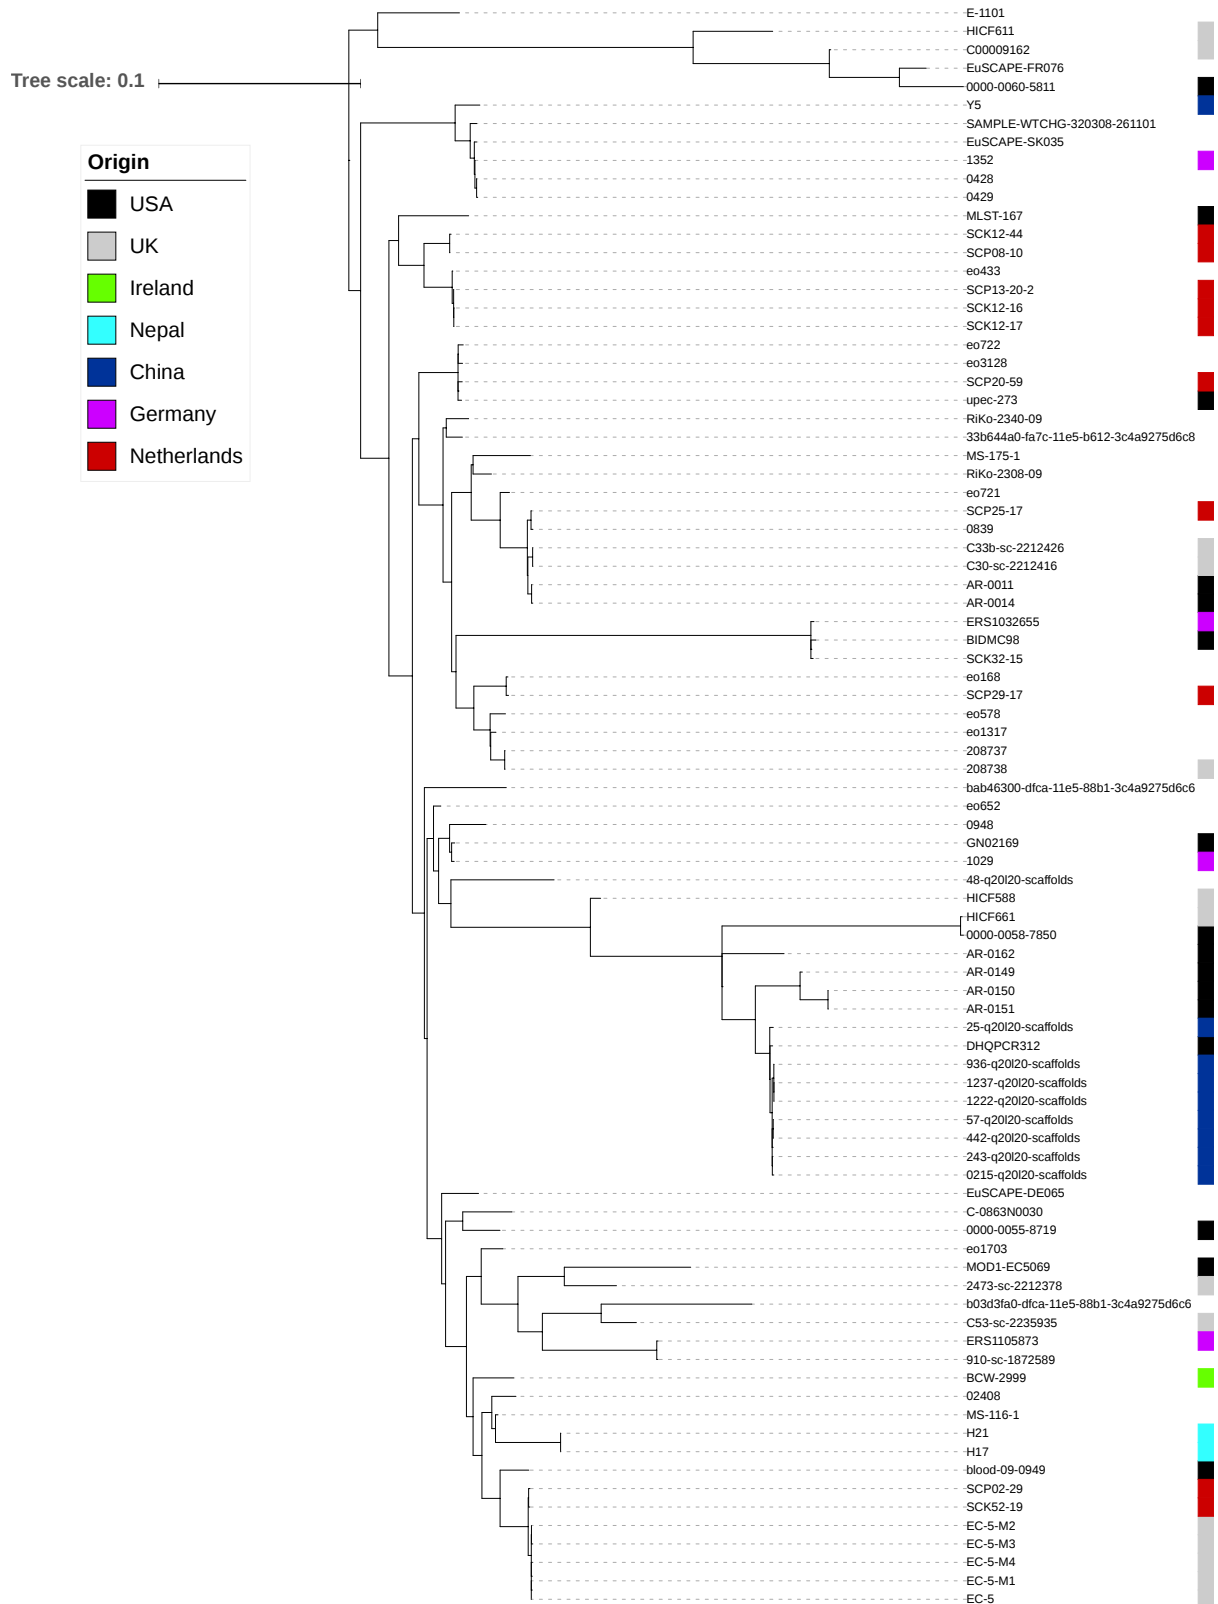 E-1101
HICF611
C00009162
EuSCAPE-FR076
Tree scale: 0.1
0000-0060-5811
Y5
SAMPLE-WTCHG-320308-261101
EuSCAPE-SK035
Origin
1352
0428
USA
0429
MLST-167
SCK12-44
UK
SCP08-10
eo433
Ireland
SCP13-20-2
SCK12-16
SCK12-17
Nepal
eo722
eo3128
China
SCP20-59
upec-273
Germany
RiKo-2340-09
33b644a0-fa7c-11e5-b612-3c4a9275d6c8
Netherlands
MS-175-1
RiKo-2308-09
eo721
SCP25-17
0839
C33b-sc-2212426
C30-sc-2212416
AR-0011
AR-0014
ERS1032655
BIDMC98
SCK32-15
eo168
SCP29-17
eo578
eo1317
208737
208738
bab46300-dfca-11e5-88b1-3c4a9275d6c6
eo652
0948
GN02169
1029
48-q20l20-scaffolds
HICF588
HICF661
0000-0058-7850
AR-0162
AR-0149
AR-0150
AR-0151
25-q20l20-scaffolds
DHQPCR312
936-q20l20-scaffolds
1237-q20l20-scaffolds
1222-q20l20-scaffolds
57-q20l20-scaffolds
442-q20l20-scaffolds
243-q20l20-scaffolds
0215-q20l20-scaffolds
EuSCAPE-DE065
C-0863N0030
0000-0055-8719
eo1703
MOD1-EC5069
2473-sc-2212378
b03d3fa0-dfca-11e5-88b1-3c4a9275d6c6
C53-sc-2235935
ERS1105873
910-sc-1872589
BCW-2999
02408
MS-116-1
H21
H17
blood-09-0949
SCP02-29
SCK52-19
EC-5-M2
EC-5-M3
EC-5-M4
EC-5-M1
EC-5